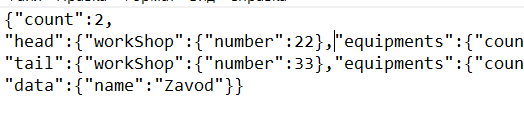 {"count":2,
"head":{"workShop":{"number":22},"equipments":{"coun
"tail":{"workShop":{"number":33},"equipments":{"coun
"data":{"name":"Zavod"}}